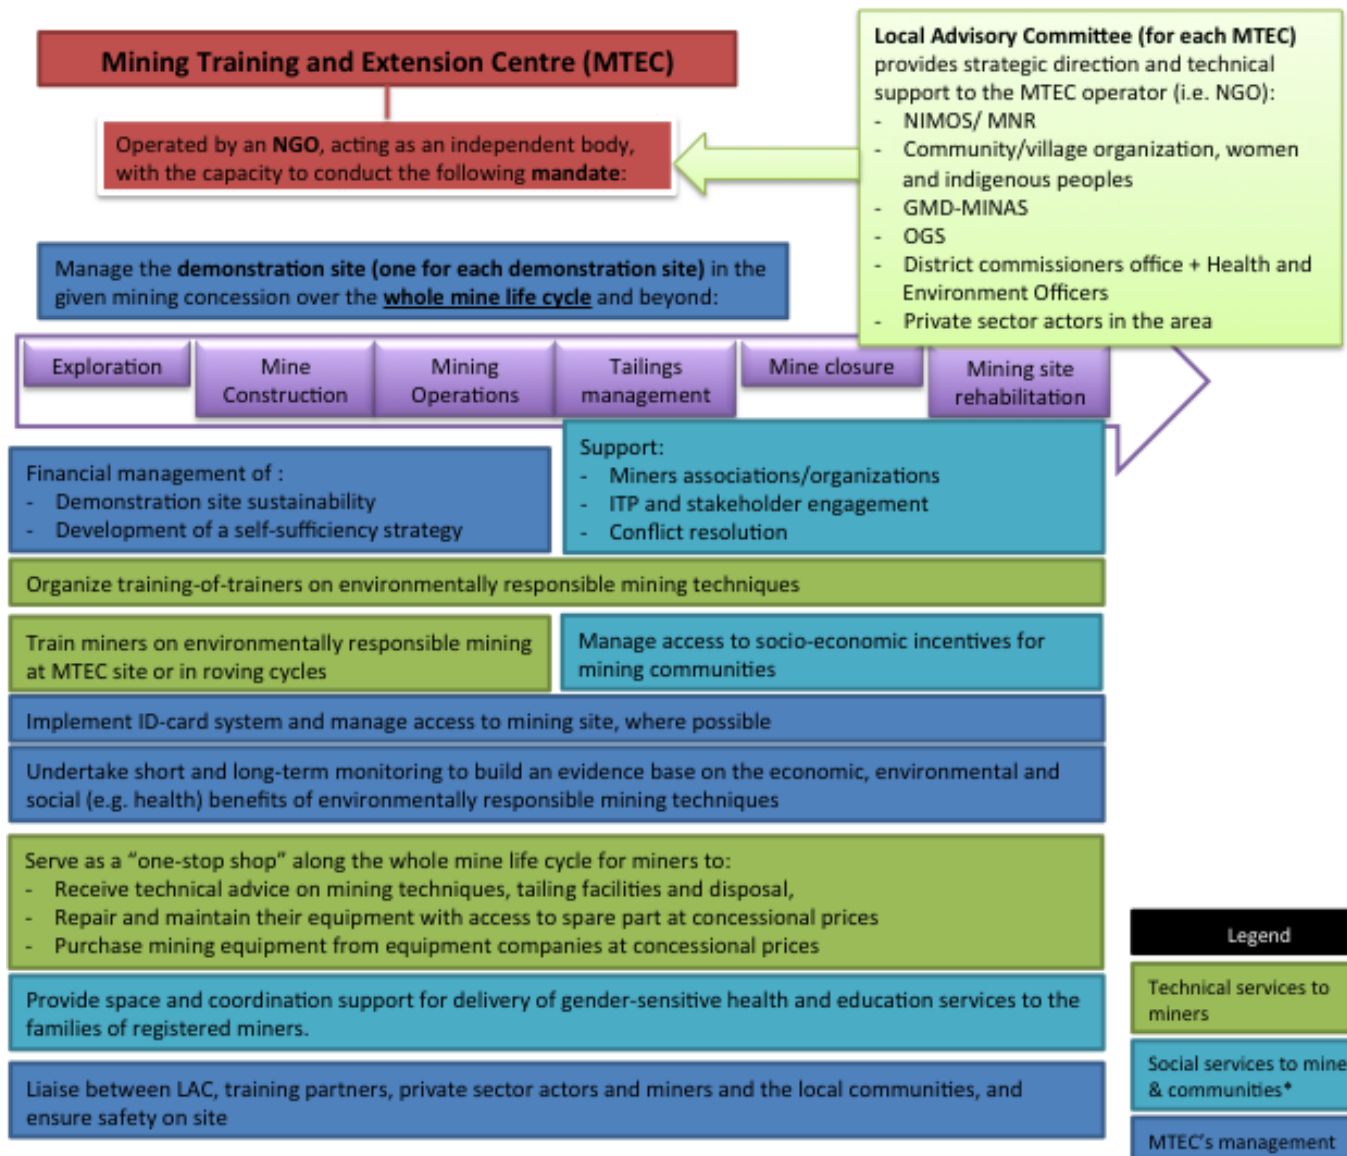 Mining Training and Extension Centre (MTEC)
Operated by an NGO, acting as an independent body,
with the capacity to conduct the following mandate:
Local Advisory Committee (for each MTEC)
provides strategic direction and technical
support to the MTEC operator (i.e. NGO):
- NIMOS/ MNR
- Community/village organization, women
and indigenous peoples
- GMD-MINAS
- OGS
- District commissioners office + Health and
Environment Officers
- Private sector actors in the area
Manage the demonstration site (one for each demonstration site) in the
given mining concession over the whole mine life cycle and beyond:
Exploration
Mine
Construction
Mining
Operations
Tailings
management
Mine closure
Mining site
rehabilitation
Financial management of :
- Demonstration site sustainability
- Development of a self-sufficiency strategy
Support:
- Miners associations/organizations
- ITP and stakeholder engagement
- Conflict resolution
Organize training-of-trainers on environmentally responsible mining techniques
Train miners on environmentally responsible mining
at MTEC site or in roving cycles
Manage access to socio-economic incentives for
mining communities
Implement ID-card system and manage access to mining site, where possible
Undertake short and long-term monitoring to build an evidence base on the economic, environmental and
social (e.g. health) benefits of environmentally responsible mining techniques
Serve as a “one-stop shop” along the whole mine life cycle for miners to:
- Receive technical advice on mining techniques, tailing facilities and disposal,
- Repair and maintain their equipment with access to spare part at concessional prices
- Purchase mining equipment from equipment companies at concessional prices
Provide space and coordination support for delivery of gender-sensitive health and education services to the
families of registered miners.
Liaise between LAC, training partners, private sector actors and miners and the local communities, and
ensure safety on site
Legend
Technical services to
miners
Social services to mine
& communities*
MTEC's management